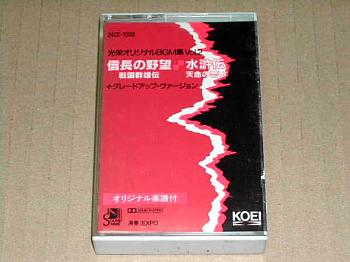 24CE-1008
光栄オリジナルBGM集 vol.2
信長の野望 水滸伝
戦国群雄伝 天命の誓い
+グレードアップ・ヴァージョン
オリジナル楽譜付
演奏:EXPO
KOEI